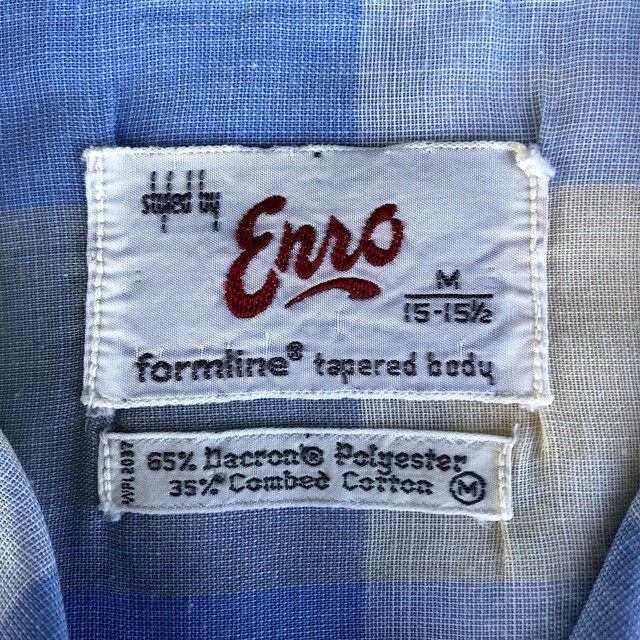 styled by
Enro
M
15-15½
formline® tapered body
WPL 2037
65% Dacron® Polyester
35% Combed Cotton
M